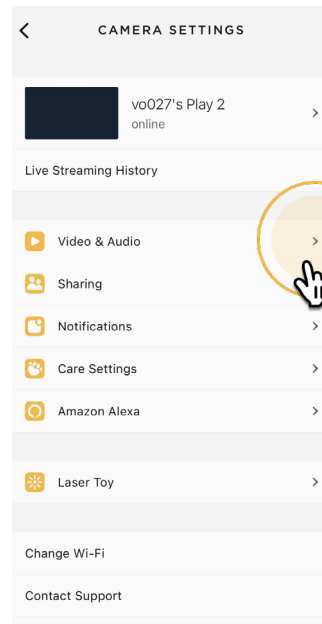 CAMERA SETTINGS
vo027's Play 2
online
Live Streaming History
Video & Audio
Sharing
Notifications
Care Settings
Amazon Alexa
Laser Toy
Change Wi-Fi
Contact Support